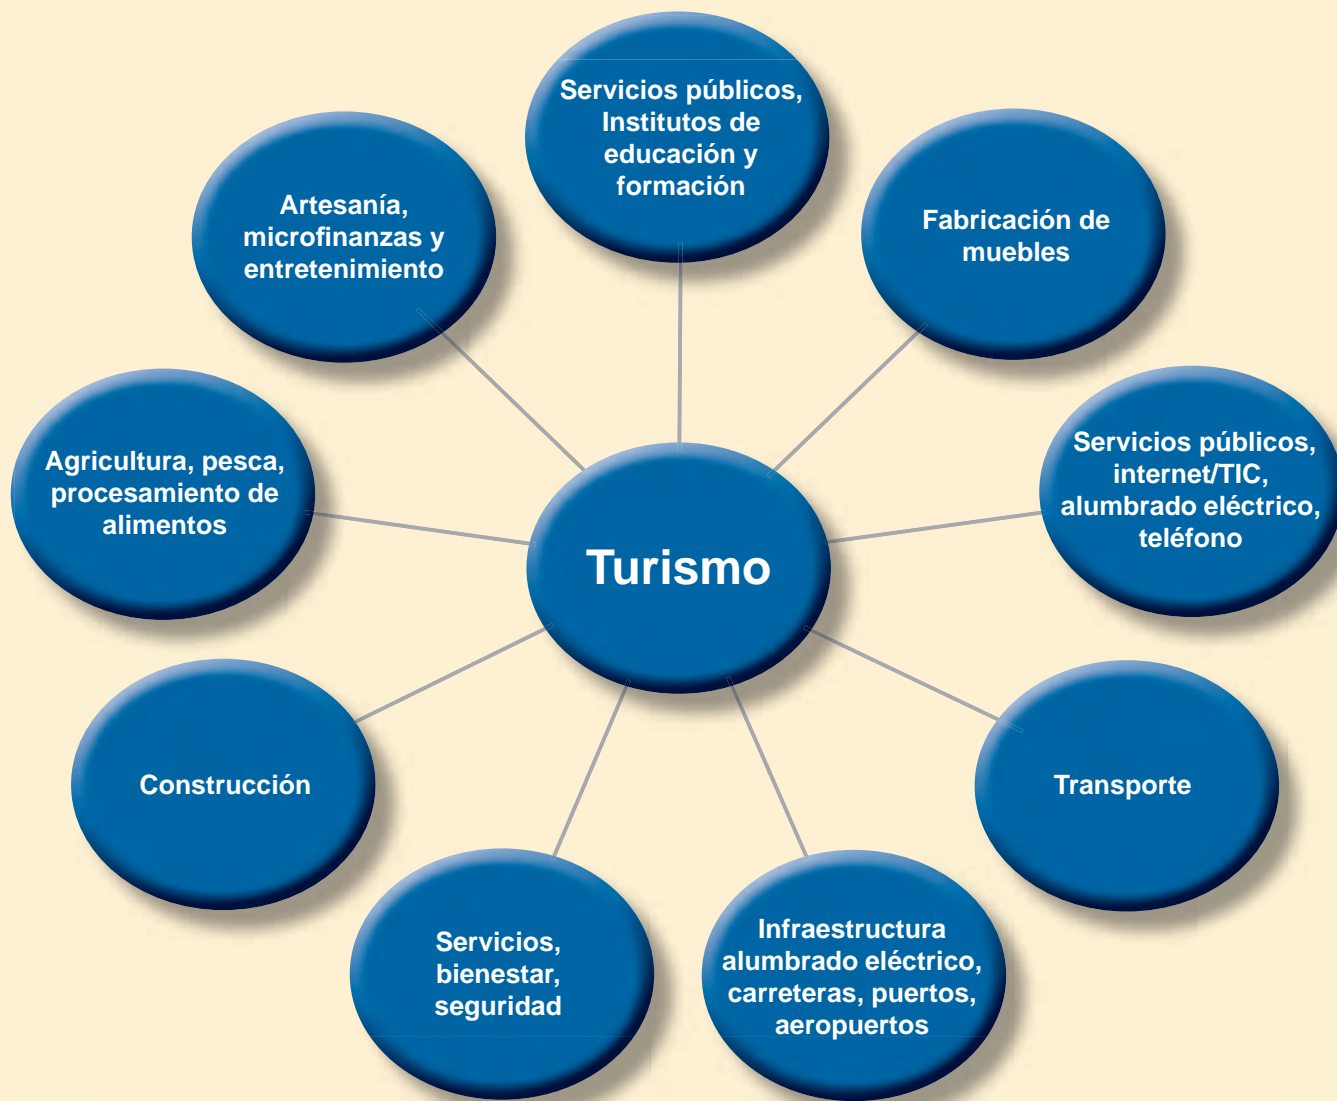 Servicios públicos,
Institutos de
educación y
formación
Artesanía,
microfinanzas y
entretenimiento
Fabricación de
muebles
Agricultura, pesca,
procesamiento de
alimentos
Servicios públicos,
internet/TIC,
alumbrado eléctrico,
teléfono
Turismo
Construcción
Transporte
Servicios,
bienestar,
seguridad
Infraestructura
alumbrado eléctrico,
carreteras, puertos,
aeropuertos